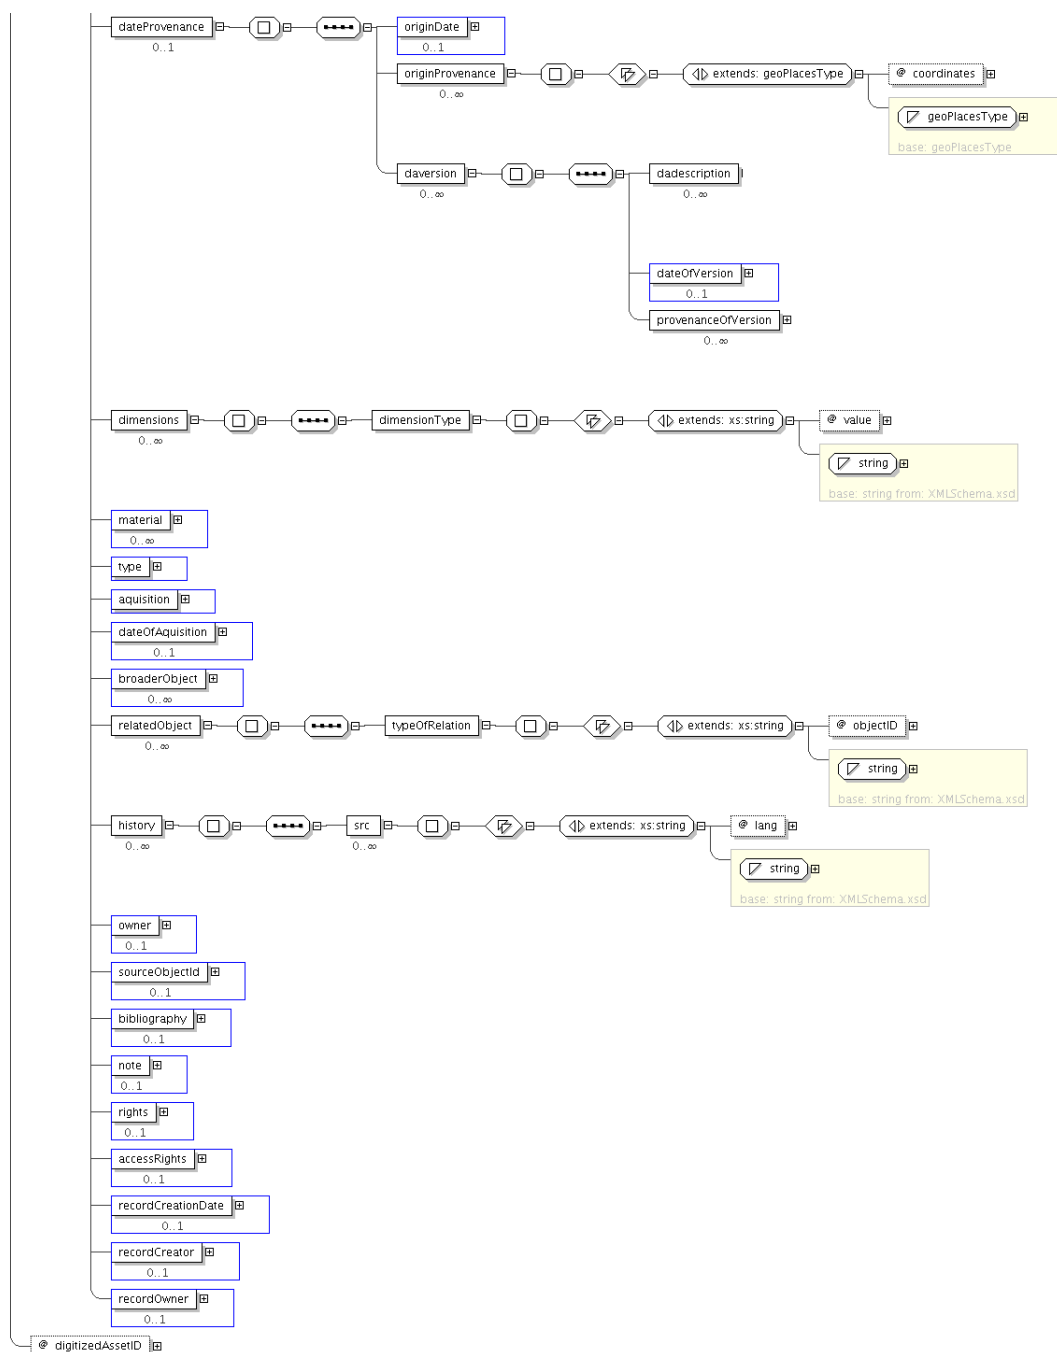 dateProvenance
0..1
originDate
0..1
originProvenance
0..∞
extends: geoPlacesType
@ coordinates
geoPlacesType
base: geoPlacesType
daversion
0..∞
dadescription
0..∞
dateOfVersion
0..1
provenanceOfVersion
0..∞
dimensions
0..∞
dimensionType
extends: xs:string
@ value
string
base: string from: XMLSchema.xsd
material
0..∞
type
aquisition
dateOfAquisition
0..1
broaderObject
0..∞
relatedObject
0..∞
typeOfRelation
extends: xs:string
@ objectID
string
base: string from: XMLSchema.xsd
history
0..∞
src
0..∞
extends: xs:string
@ lang
string
base: string from: XMLSchema.xsd
owner
0..1
sourceObjectId
0..1
bibliography
0..1
note
0..1
rights
0..1
accessRights
0..1
recordCreationDate
0..1
recordCreator
0..1
recordOwner
0..1
@ digitizedAssetID